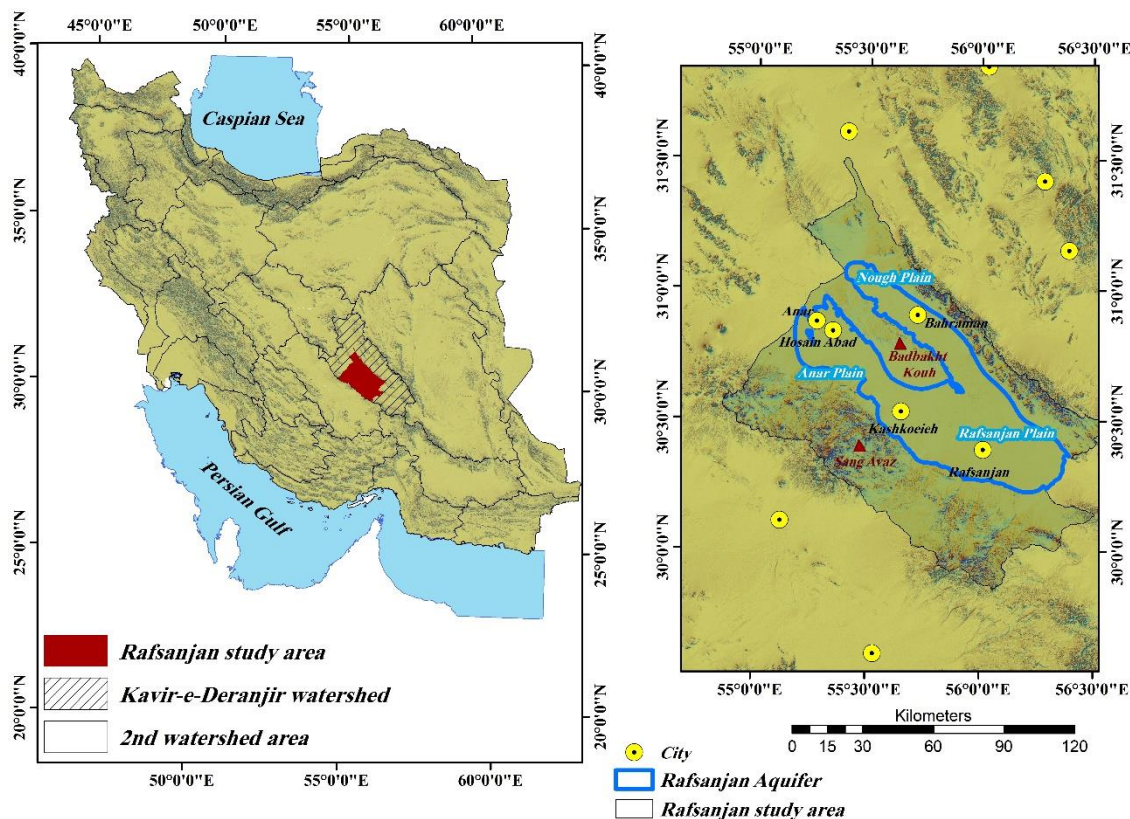 45°0'0"E 50°0'0"E 55°0'0"E 60°0'0"E
40°0'0"N
35°0'0"N
30°0'0"N
25°0'0"N
20°0'0"N
Caspian Sea
Persian Gulf
40°0'0"N
35°0'0"N
30°0'0"N
25°0'0"N
20°0'0"N
Rafsanjan study area
Kavir-e-Deranjir watershed
2nd watershed area
50°0'0"E 55°0'0"E 60°0'0"E
55°0'0"E 55°30'0"E 56°0'0"E 56°30'0"E
31°30'0"N
31°0'0"N
30°30'0"N
30°0'0"N
Nough Plain
Anar
Bahraman
Hosain Abad
Badbakht
Kouh
Anar Plain
Kashkoeieh
Rafsanjan Plain
Sang Avaz
Rafsanjan
31°30'0"N
31°0'0"N
30°30'0"N
30°0'0"N
55°0'0"E 55°30'0"E 56°0'0"E 56°30'0"E
Kilometers
0 15 30 60 90 120
City
Rafsanjan Aquifer
Rafsanjan study area